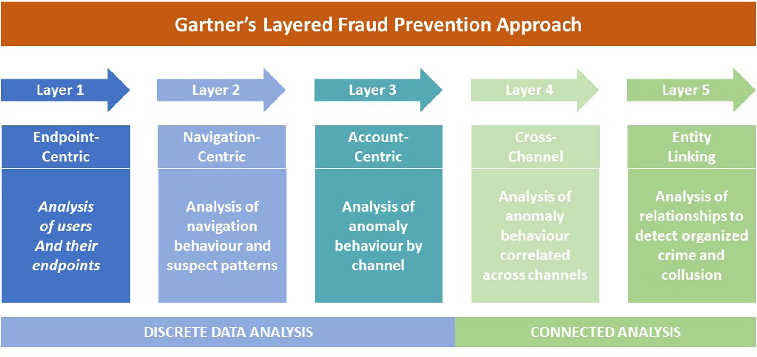 Gartner's Layered Fraud Prevention Approach
Layer 1
Layer 2
Layer 3
Layer 4
Layer 5
Endpoint-
Centric
Navigation-
Centric
Account-
Centric
Cross-
Channel
Entity
Linking
Analysis
of users
And their
endpoints
Analysis of
navigation
behaviour and
suspect patterns
Analysis of
anomaly
behaviour by
channel
Analysis of
anomaly
behaviour
correlated
across channels
Analysis of
relationships to
detect organized
crime and
collusion
DISCRETE DATA ANALYSIS
CONNECTED ANALYSIS